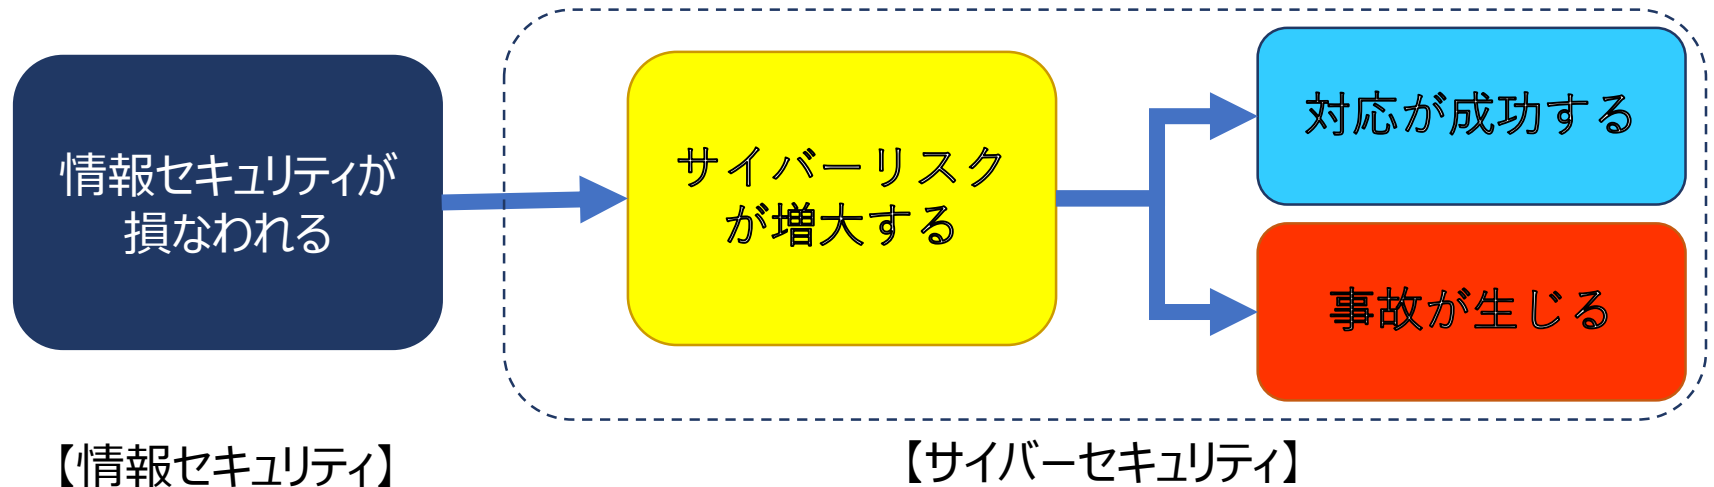 情報セキュリティが
損なわれる
サイバーリスク
が増大する
対応が成功する
事故が生じる
【情報セキュリティ】
【サイバーセキュリティ】